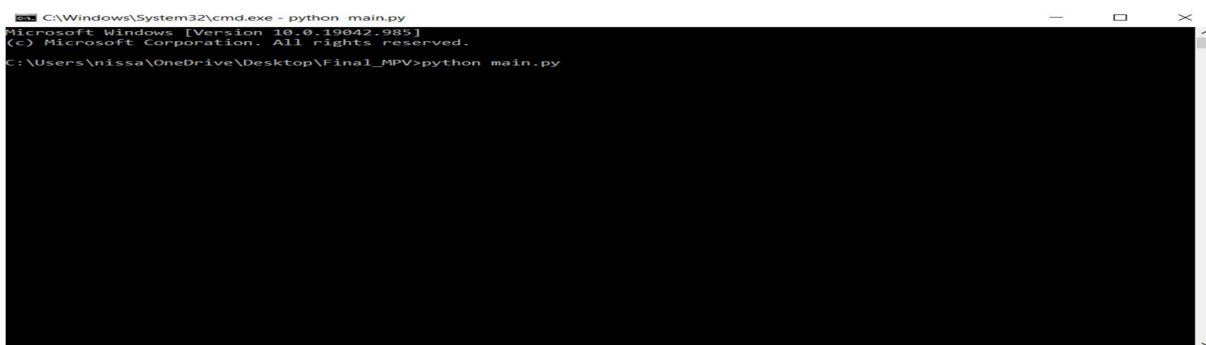 C:\Windows\System32\cmd.exe - python  main.py
Microsoft Windows [Version 10.0.19042.985]
(c) Microsoft Corporation. All rights reserved.
C:\Users\nissa\OneDrive\Desktop\Final_MPV>python main.py